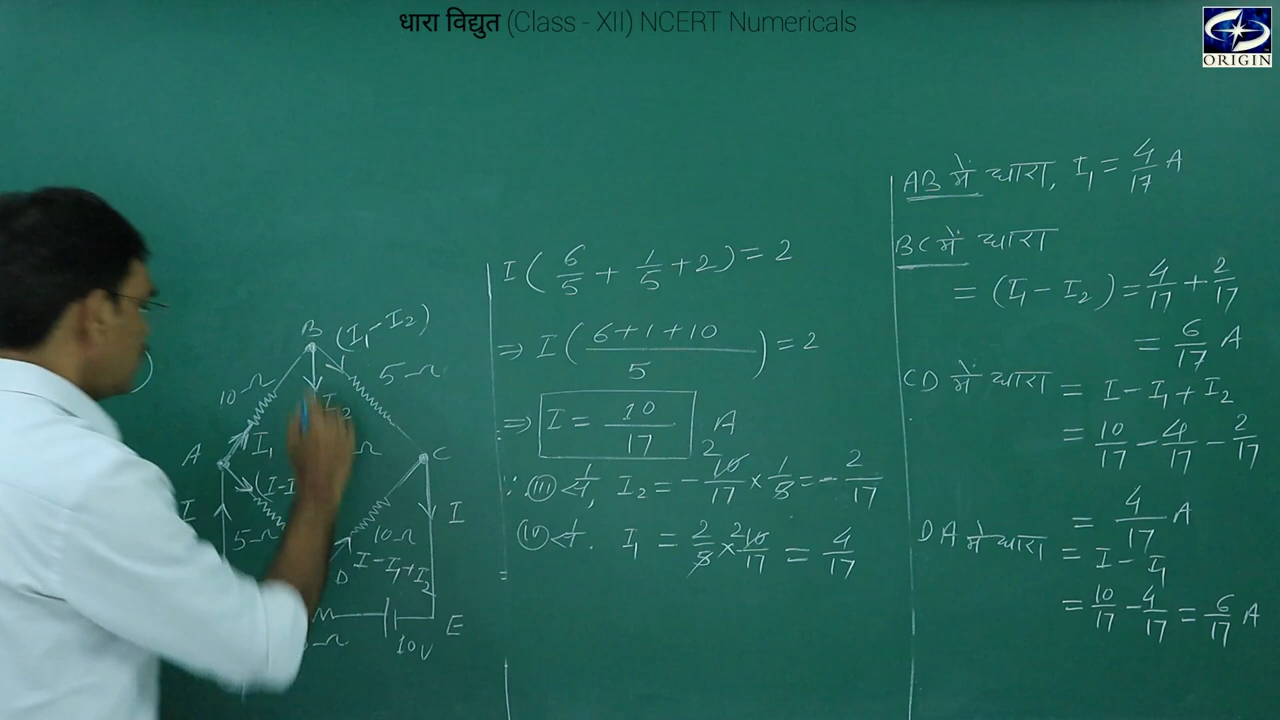 धारा विद्युत (Class - XII) NCERT Numericals
ORIGIN
B
(I₁ - I₂)
10Ω
5Ω
I₂
A
I₁
C
(I-I
I
I
5Ω
10Ω
D
I-I₁+I₂
E
10V
I(6/5 + 1/5 + 2) = 2
⇒ I((6+1+10)/5) = 2
⇒ I = 10/17 A
(III) से, I₂ = -10/17 × 1/5 = -2/17
(IV) से. I₁ = 2/5 × 10/17 = 4/17
AB में धारा, I₁ = 4/17 A
BC में धारा
= (I₁ - I₂) = 4/17 + 2/17
= 6/17 A
CD में धारा = I - I₁ + I₂
= 10/17 - 4/17 - 2/17
= 4/17 A
DA में धारा = I - I₁
= 10/17 - 4/17 = 6/17 A